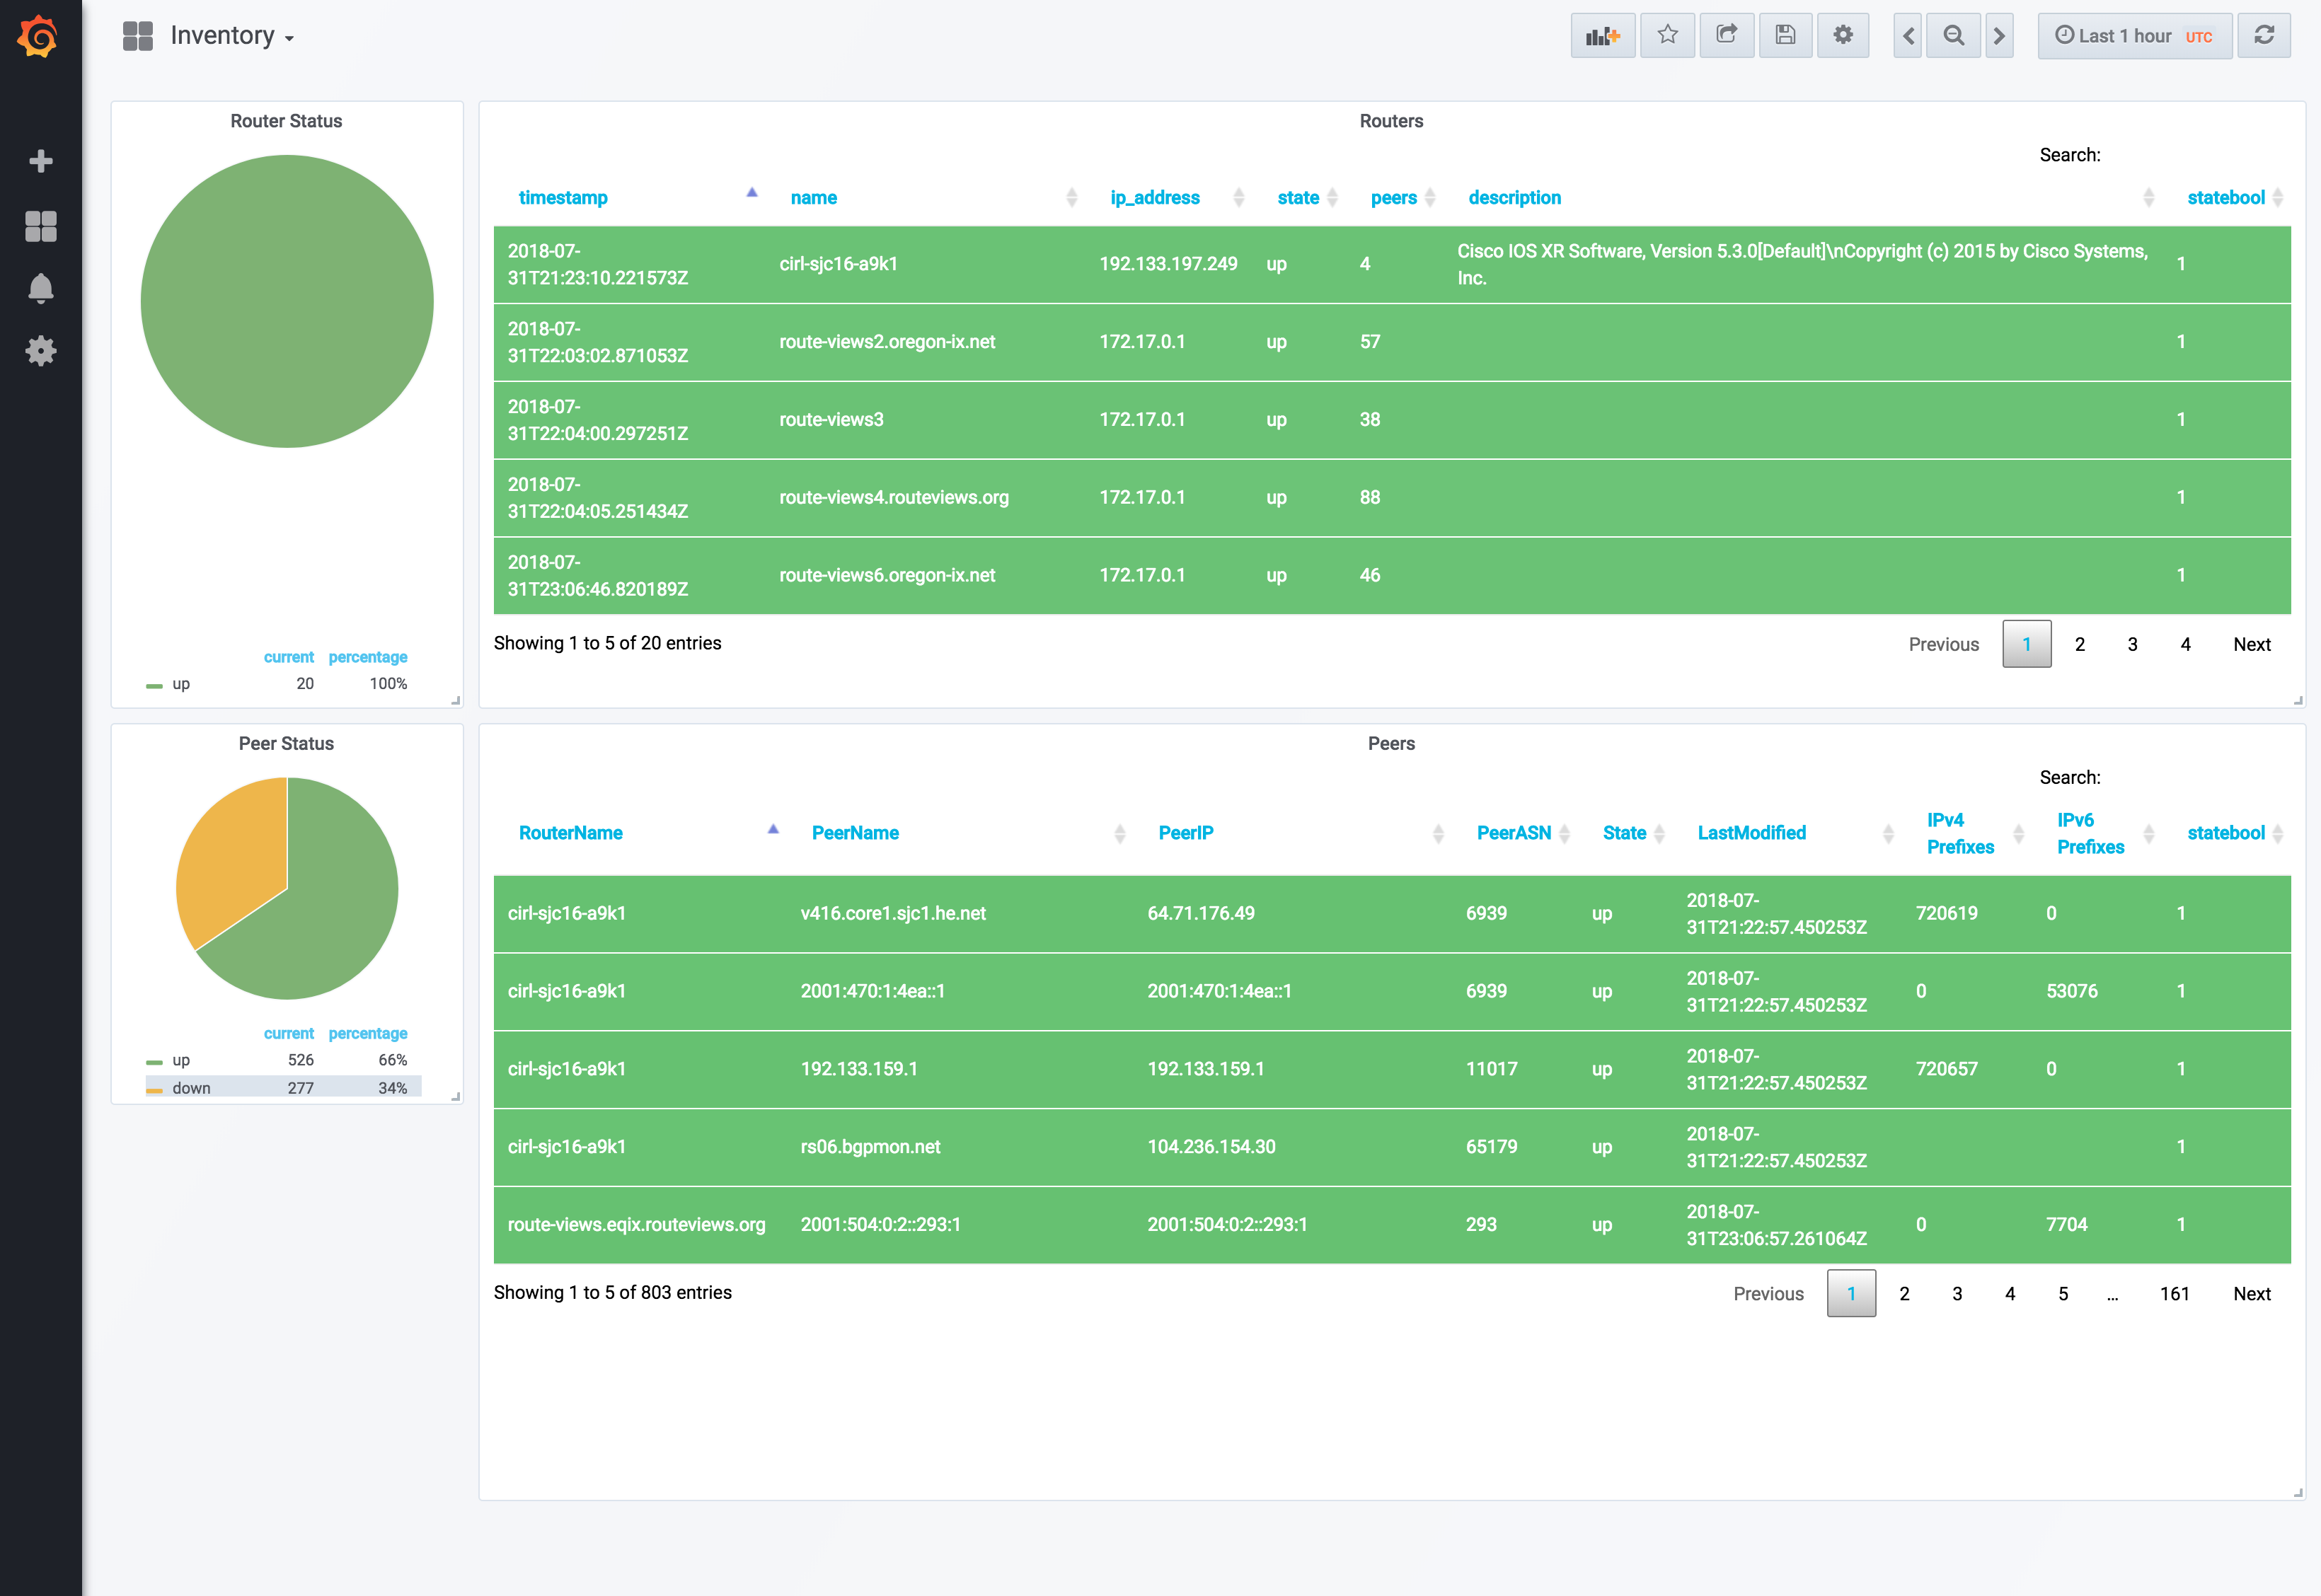 Inventory
Last 1 hour UTC
Router Status
current percentage
up 20 100%
Routers
Search:
timestamp name ip_address state peers description statebool
2018-07-
31T21:23:10.221573Z cirl-sjc16-a9k1 192.133.197.249 up 4 Cisco IOS XR Software, Version 5.3.0[Default]\nCopyright (c) 2015 by Cisco Systems, 1
Inc.
2018-07-
31T22:03:02.871053Z route-views2.oregon-ix.net 172.17.0.1 up 57 1
2018-07-
31T22:04:00.297251Z route-views3 172.17.0.1 up 38 1
2018-07-
31T22:04:05.251434Z route-views4.routeviews.org 172.17.0.1 up 88 1
2018-07-
31T23:06:46.820189Z route-views6.oregon-ix.net 172.17.0.1 up 46 1
Showing 1 to 5 of 20 entries
Previous 1 2 3 4 Next
Peer Status
current percentage
up 526 66%
down 277 34%
Peers
Search:
RouterName PeerName PeerIP PeerASN State LastModified IPv4 Prefixes IPv6 Prefixes statebool
cirl-sjc16-a9k1 v416.core1.sjc1.he.net 64.71.176.49 6939 up 2018-07-
31T21:22:57.450253Z 720619 0 1
cirl-sjc16-a9k1 2001:470:1:4ea::1 2001:470:1:4ea::1 6939 up 2018-07-
31T21:22:57.450253Z 0 53076 1
cirl-sjc16-a9k1 192.133.159.1 192.133.159.1 11017 up 2018-07-
31T21:22:57.450253Z 720657 0 1
cirl-sjc16-a9k1 rs06.bgpmon.net 104.236.154.30 65179 up 2018-07-
31T21:22:57.450253Z 1
route-views.eqix.routeviews.org 2001:504:0:2::293:1 2001:504:0:2::293:1 293 up 2018-07-
31T23:06:57.261064Z 0 7704 1
Showing 1 to 5 of 803 entries
Previous 1 2 3 4 5 ... 161 Next